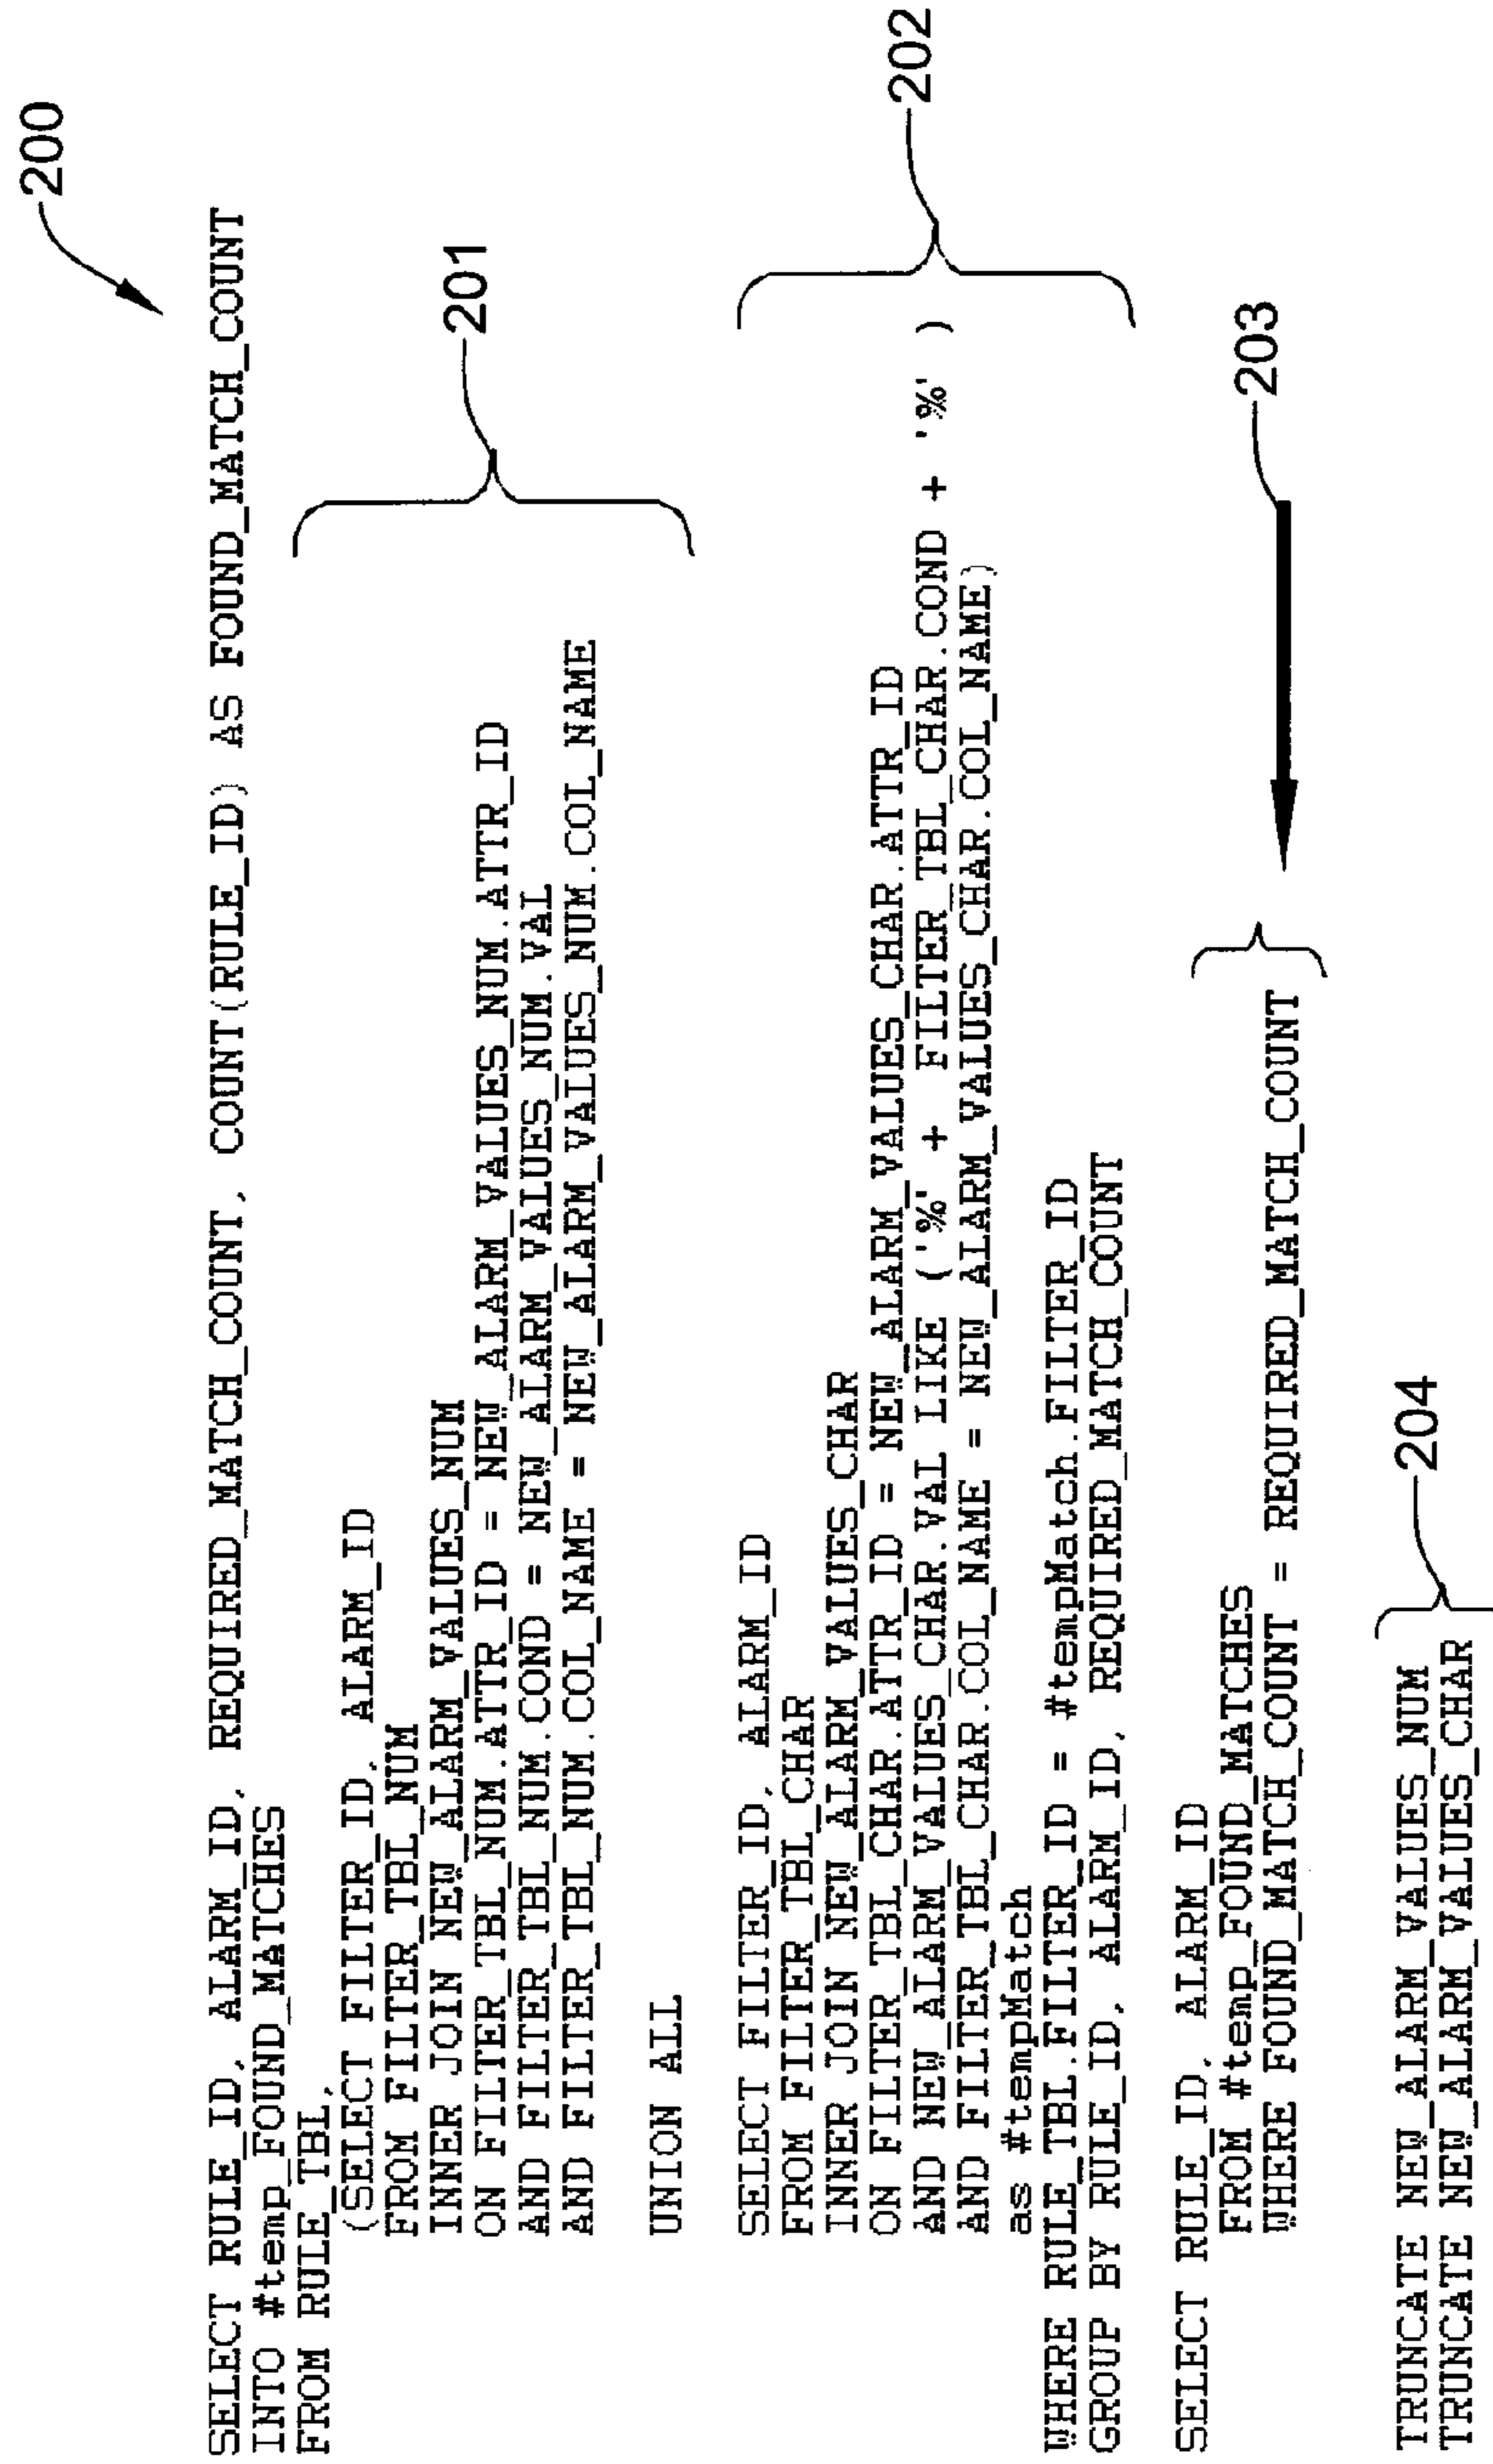 200
SELECT RULE_ID, ALARM_ID, REQUIRED_MATCH_COUNT, COUNT(RULE_ID) AS FOUND_MATCH_COUNT
INTO #temp_FOUND_MATCHES
FROM RULE_TBL,
(SELECT FILTER_ID, ALARM_ID
FROM FILTER_TBL_NUM
INNER JOIN NEW_ALARM_VALUES_NUM
ON FILTER_TBL_NUM.ATTR_ID = NEW_ALARM_VALUES_NUM.ATTR_ID
AND FILTER_TBL_NUM.COND = NEW_ALARM_VALUES_NUM.VAL
AND FILTER_TBL_NUM.COL_NAME = NEW_ALARM_VALUES_NUM.COL_NAME
201
UNION ALL
SELECT FILTER_ID, ALARM_ID
FROM FILTER_TBL_CHAR
INNER JOIN NEW_ALARM_VALUES_CHAR
ON FILTER_TBL_CHAR.ATTR_ID = NEW_ALARM_VALUES_CHAR.ATTR_ID
AND NEW_ALARM_VALUES_CHAR.VAL LIKE ('%' + FILTER_TBL_CHAR.COND + '%' )
AND FILTER_TBL_CHAR.COL_NAME = NEW_ALARM_VALUES_CHAR.COL_NAME)
as #tempMatch
202
WHERE RULE_TBL.FILTER_ID = #tempMatch.FILTER_ID
GROUP BY RULE_ID, ALARM_ID, REQUIRED_MATCH_COUNT
SELECT RULE_ID, ALARM_ID
FROM #temp_FOUND_MATCHES
WHERE FOUND_MATCH_COUNT = REQUIRED_MATCH_COUNT
203
TRUNCATE NEW_ALARM_VALUES_NUM
TRUNCATE NEW_ALARM_VALUES_CHAR
204